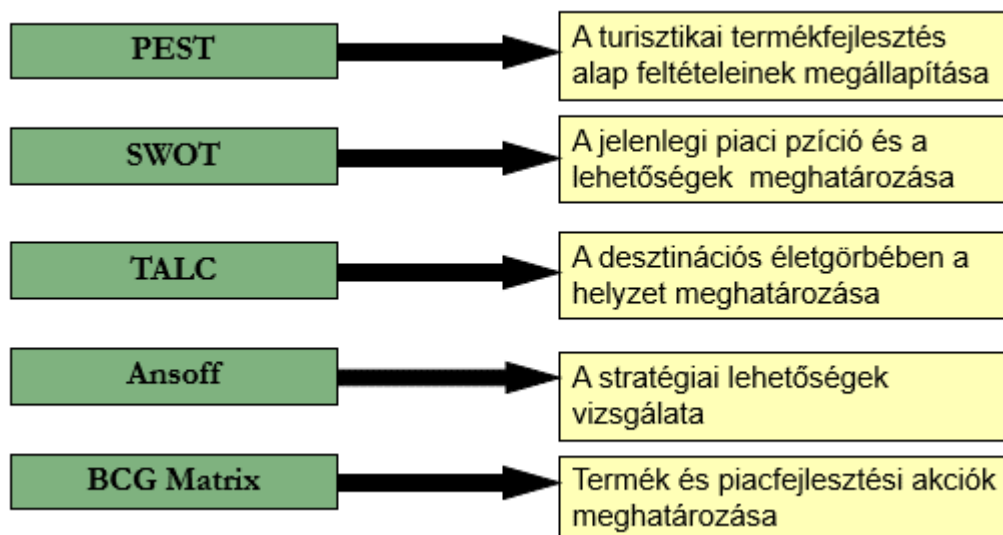 PEST
A turisztikai termékfejlesztés
alap feltételeinek megállapítása
SWOT
A jelenlegi piaci pzíció és a
lehetőségek meghatározása
TALC
A desztinációs életgörbében a
helyzet meghatározása
Ansoff
A stratégiai lehetőségek
vizsgálata
BCG Matrix
Termék és piacfejlesztési akciók
meghatározása